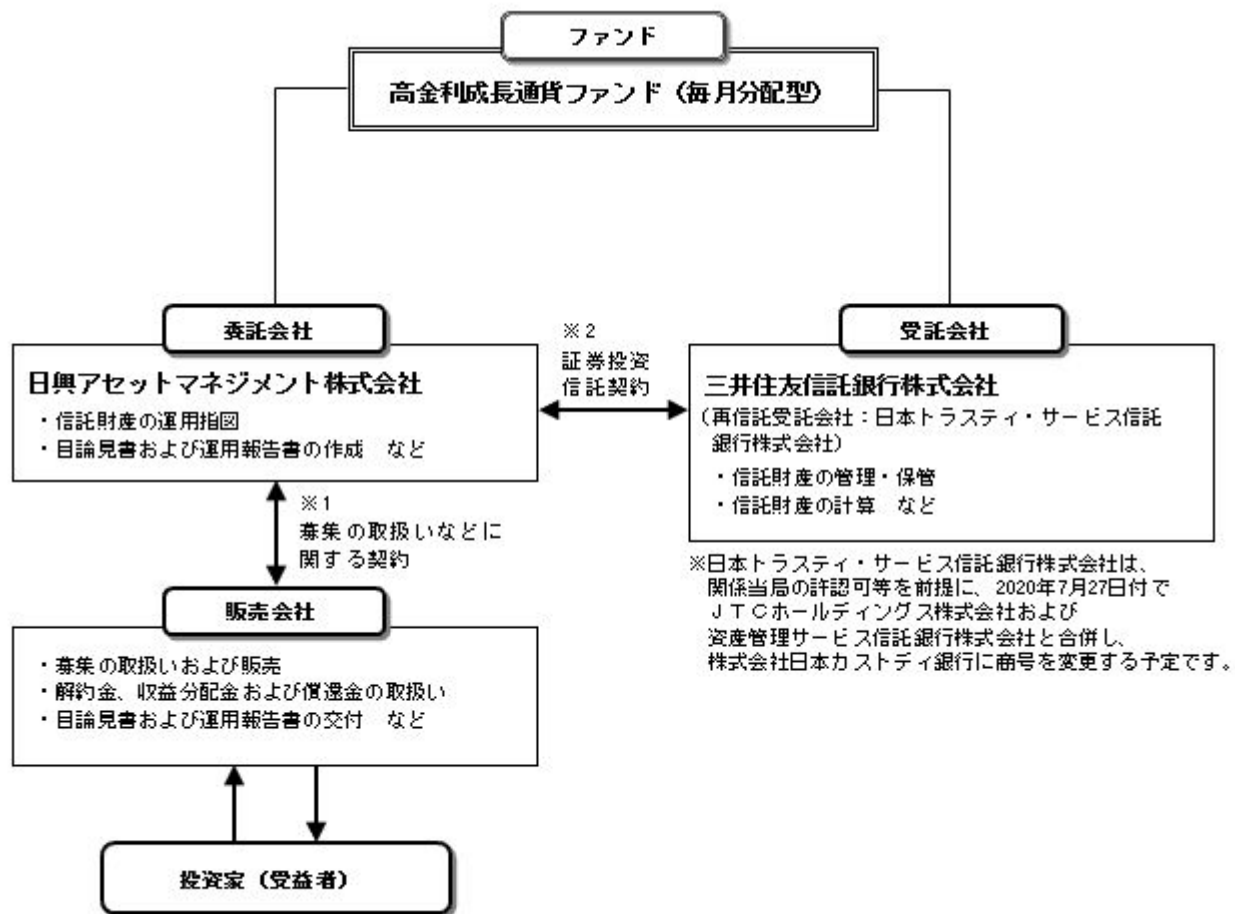 ファンド
高金利成長通貨ファンド（毎月分配型）
委託会社
日興アセットマネジメント株式会社
・信託財産の運用指図
・目論見書および運用報告書の作成　など
※2
証券投資
信託契約
受託会社
三井住友信託銀行株式会社
（再信託受託会社：日本トラスティ・サービス信託
銀行株式会社）
・信託財産の管理・保管
・信託財産の計算　など
※1
募集の取扱いなどに
関する契約
※日本トラスティ・サービス信託銀行株式会社は、
関係当局の許認可等を前提に、2020年7月27日付で
ＪＴＣホールディングス株式会社および
資産管理サービス信託銀行株式会社と合併し、
株式会社日本カストディ銀行に商号を変更する予定です。
販売会社
・募集の取扱いおよび販売
・解約金、収益分配金および償還金の取扱い
・目論見書および運用報告書の交付　など
投資家（受益者）